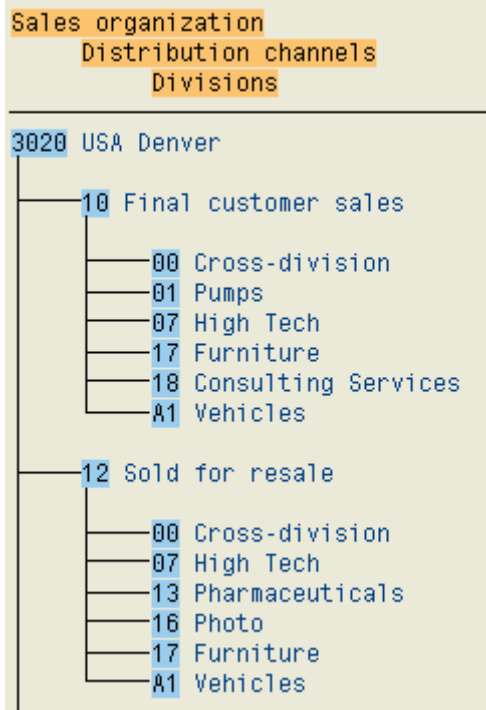 Sales organization
Distribution channels
Divisions
3020 USA Denver
10 Final customer sales
00 Cross-division
01 Pumps
07 High Tech
17 Furniture
18 Consulting Services
A1 Vehicles
12 Sold for resale
00 Cross-division
07 High Tech
13 Pharmaceuticals
16 Photo
17 Furniture
A1 Vehicles